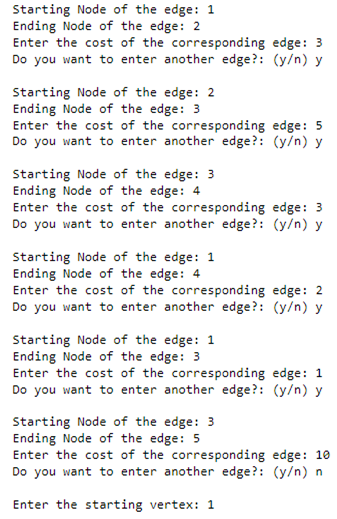 Starting Node of the edge: 1
Ending Node of the edge: 2
Enter the cost of the corresponding edge: 3
Do you want to enter another edge?: (y/n) y
Starting Node of the edge: 2
Ending Node of the edge: 3
Enter the cost of the corresponding edge: 5
Do you want to enter another edge?: (y/n) y
Starting Node of the edge: 3
Ending Node of the edge: 4
Enter the cost of the corresponding edge: 3
Do you want to enter another edge?: (y/n) y
Starting Node of the edge: 1
Ending Node of the edge: 4
Enter the cost of the corresponding edge: 2
Do you want to enter another edge?: (y/n) y
Starting Node of the edge: 1
Ending Node of the edge: 3
Enter the cost of the corresponding edge: 1
Do you want to enter another edge?: (y/n) y
Starting Node of the edge: 3
Ending Node of the edge: 5
Enter the cost of the corresponding edge: 10
Do you want to enter another edge?: (y/n) n
Enter the starting vertex: 1